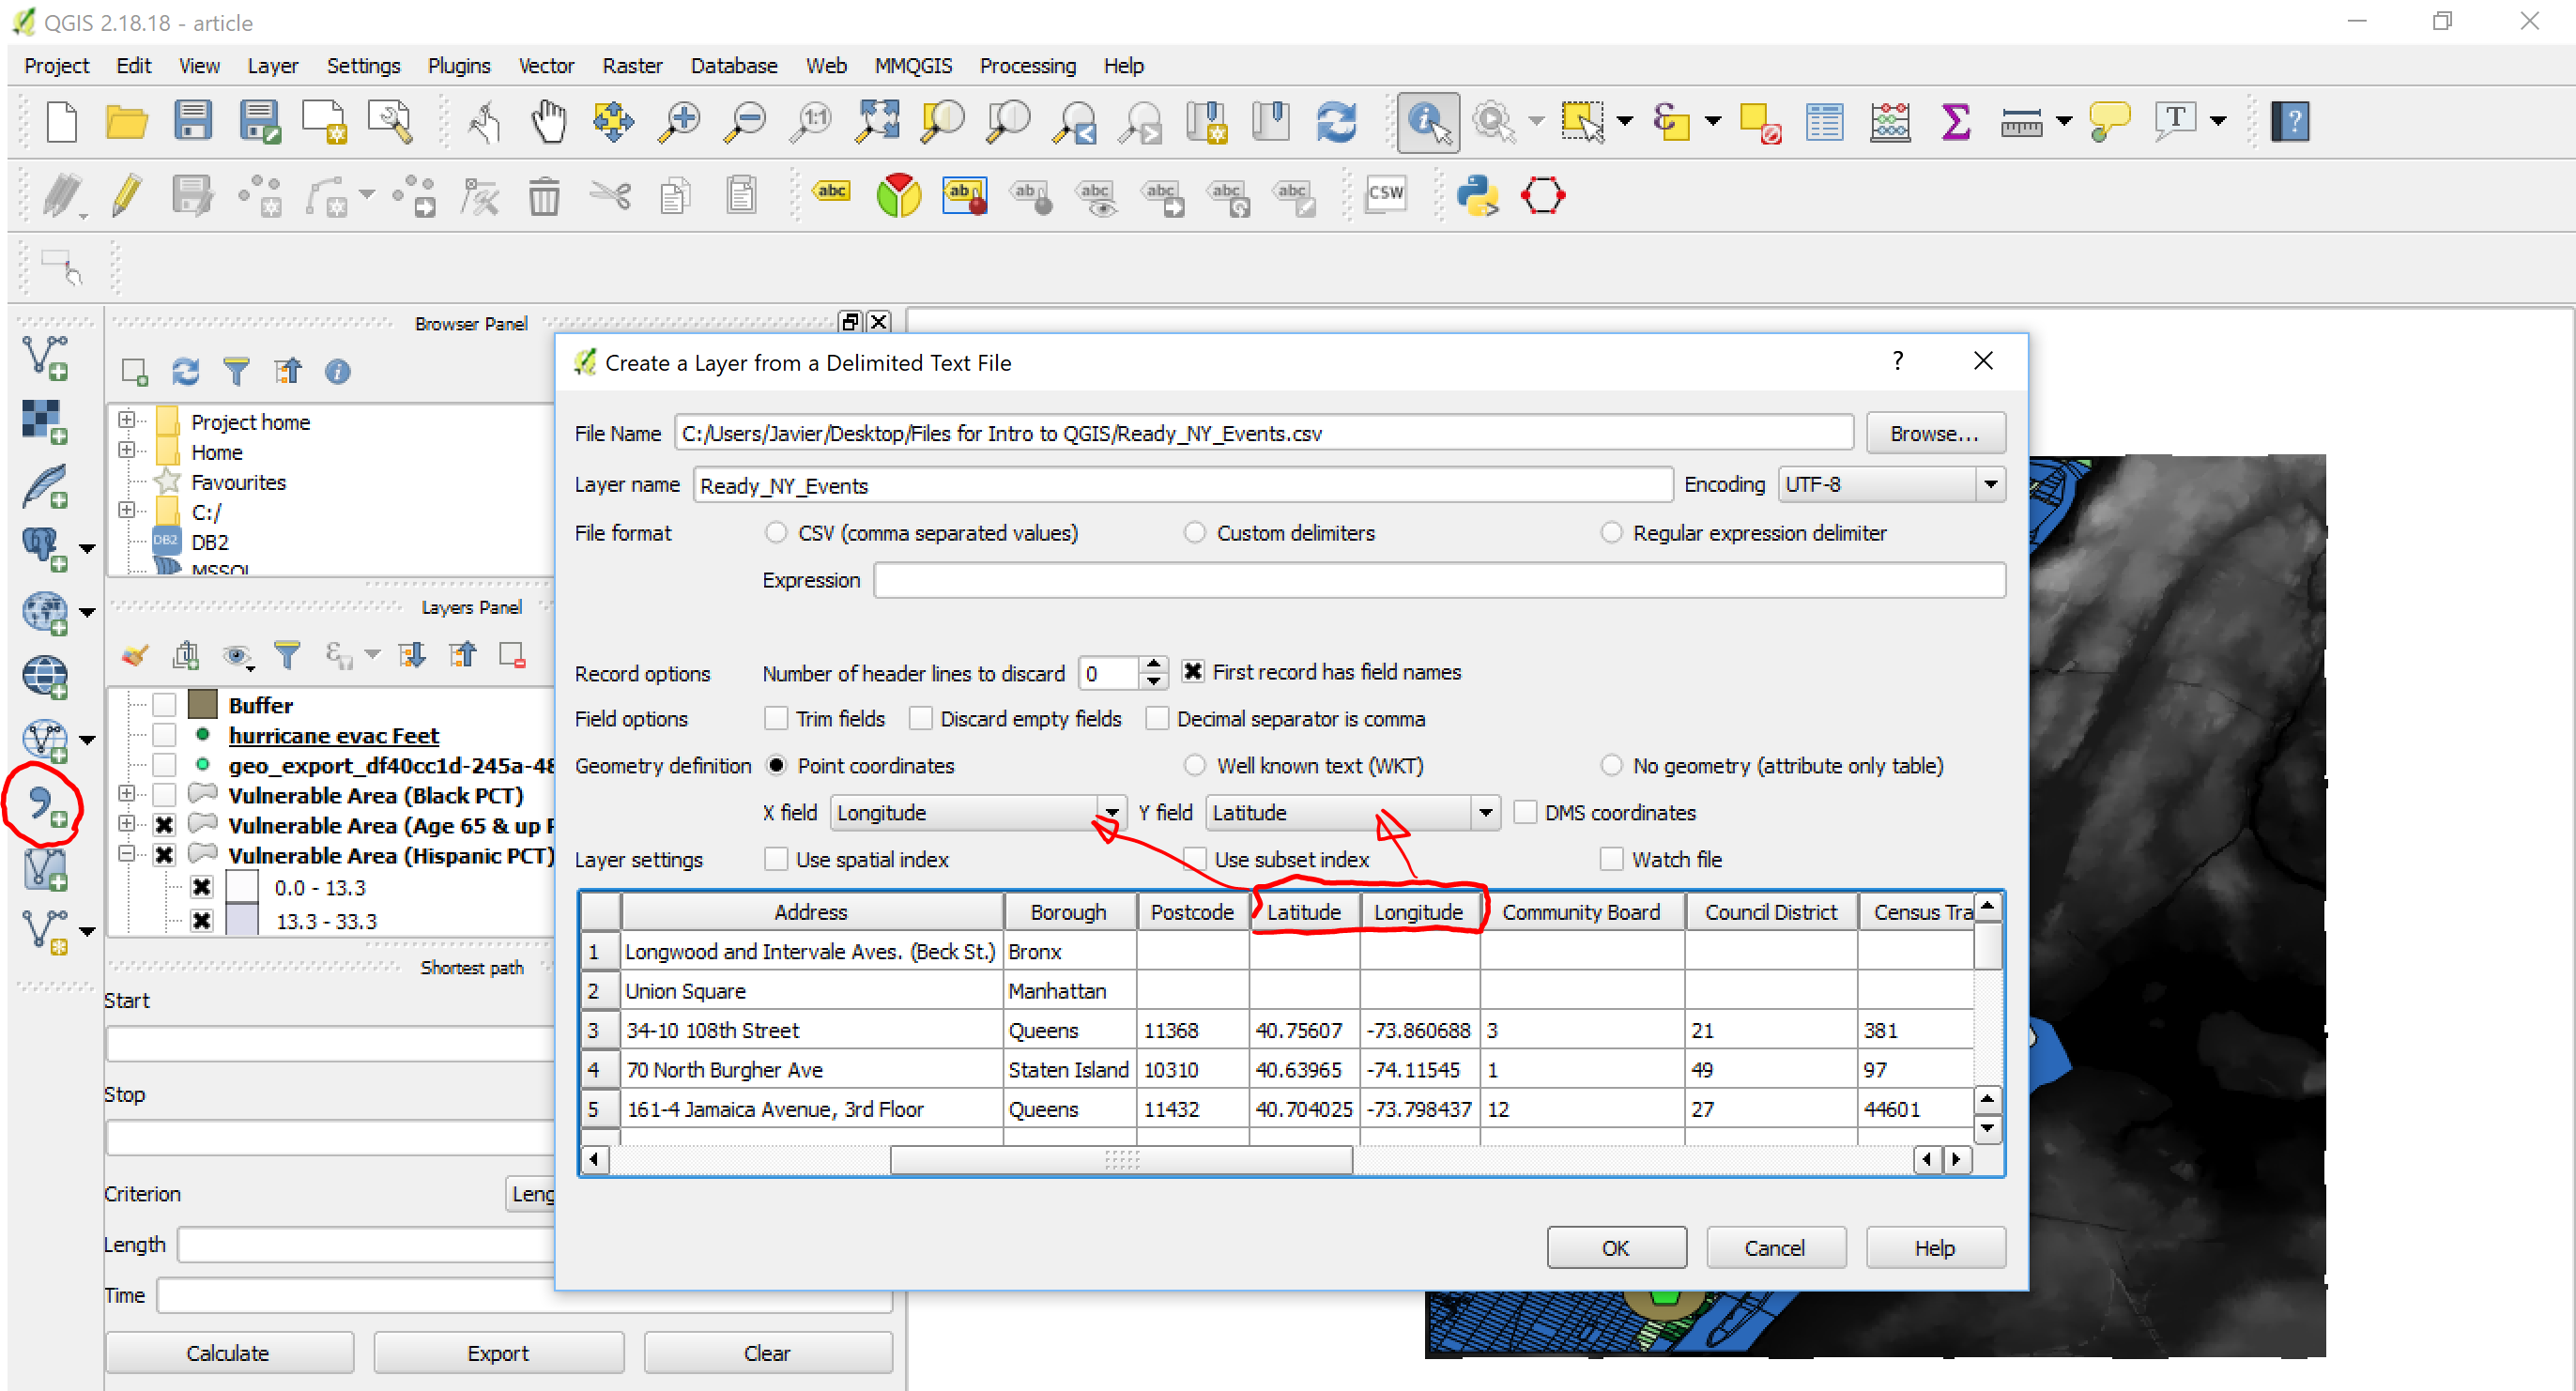 QGIS 2.18.18 - article
Project Edit View Layer Settings Plugins Vector Raster Database Web MMQGIS Processing Help
1:1
T
?
abc
ab
ab
abc
abc
abc
abc
CSW
Browser Panel
Project home
Home
Favourites
C:/
DB2 DB2
MSSQL
Layers Panel
Buffer
hurricane evac Feet
geo_export_df40cc1d-245a-48
Vulnerable Area (Black PCT)
Vulnerable Area (Age 65 & up P
Vulnerable Area (Hispanic PCT)
0.0 - 13.3
13.3 - 33.3
Shortest path
Start
Stop
Criterion Leng
Length
Time
Calculate Export Clear
Create a Layer from a Delimited Text File ?
File Name C:/Users/Javier/Desktop/Files for Intro to QGIS/Ready_NY_Events.csv Browse...
Layer name Ready_NY_Events Encoding UTF-8
File format CSV (comma separated values) Custom delimiters Regular expression delimiter
Expression
Record options Number of header lines to discard 0 First record has field names
Field options Trim fields Discard empty fields Decimal separator is comma
Geometry definition Point coordinates Well known text (WKT) No geometry (attribute only table)
X field Longitude Y field Latitude DMS coordinates
Layer settings Use spatial index Use subset index Watch file
Address Borough Postcode Latitude Longitude Community Board Council District Census Tra
1 Longwood and Intervale Aves. (Beck St.) Bronx
2 Union Square Manhattan
3 34-10 108th Street Queens 11368 40.75607 -73.860688 3 21 381
4 70 North Burgher Ave Staten Island 10310 40.63965 -74.11545 1 49 97
5 161-4 Jamaica Avenue, 3rd Floor Queens 11432 40.704025 -73.798437 12 27 44601
OK Cancel Help